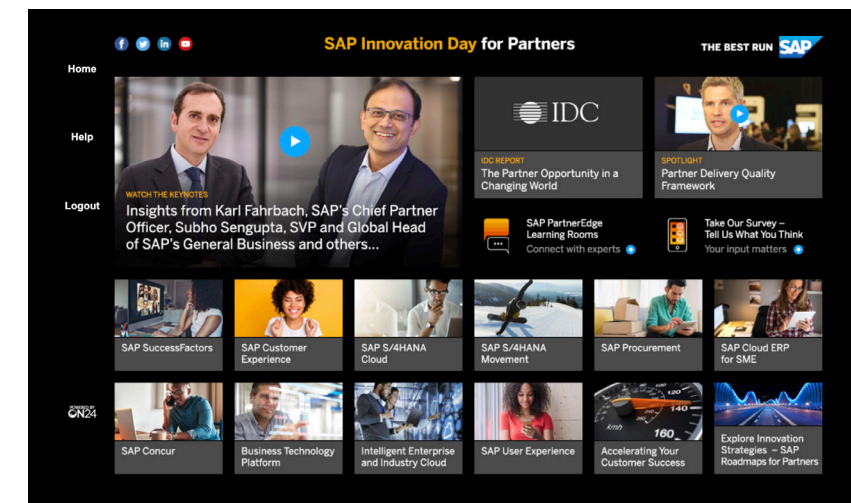 SAP Innovation Day for Partners
THE BEST RUN SAP
Home
Help
Logout
WATCH THE KEYNOTES
Insights from Karl Fahrbach, SAP's Chief Partner
Officer, Subho Sengupta, SVP and Global Head
of SAP's General Business and others...
IDC
IDC REPORT
The Partner Opportunity in a
Changing World
SPOTLIGHT
Partner Delivery Quality
Framework
SAP PartnerEdge
Learning Rooms
Connect with experts
Take Our Survey –
Tell Us What You Think
Your input matters
SAP SuccessFactors
SAP Customer
Experience
SAP S/4HANA
Cloud
SAP S/4HANA
Movement
SAP Procurement
SAP Cloud ERP
for SME
POWERED BY
ON24
SAP Concur
Business Technology
Platform
Intelligent Enterprise
and Industry Cloud
SAP User Experience
120
140
km/h
160
Accelerating Your
Customer Success
Explore Innovation
Strategies – SAP
Roadmaps for Partners